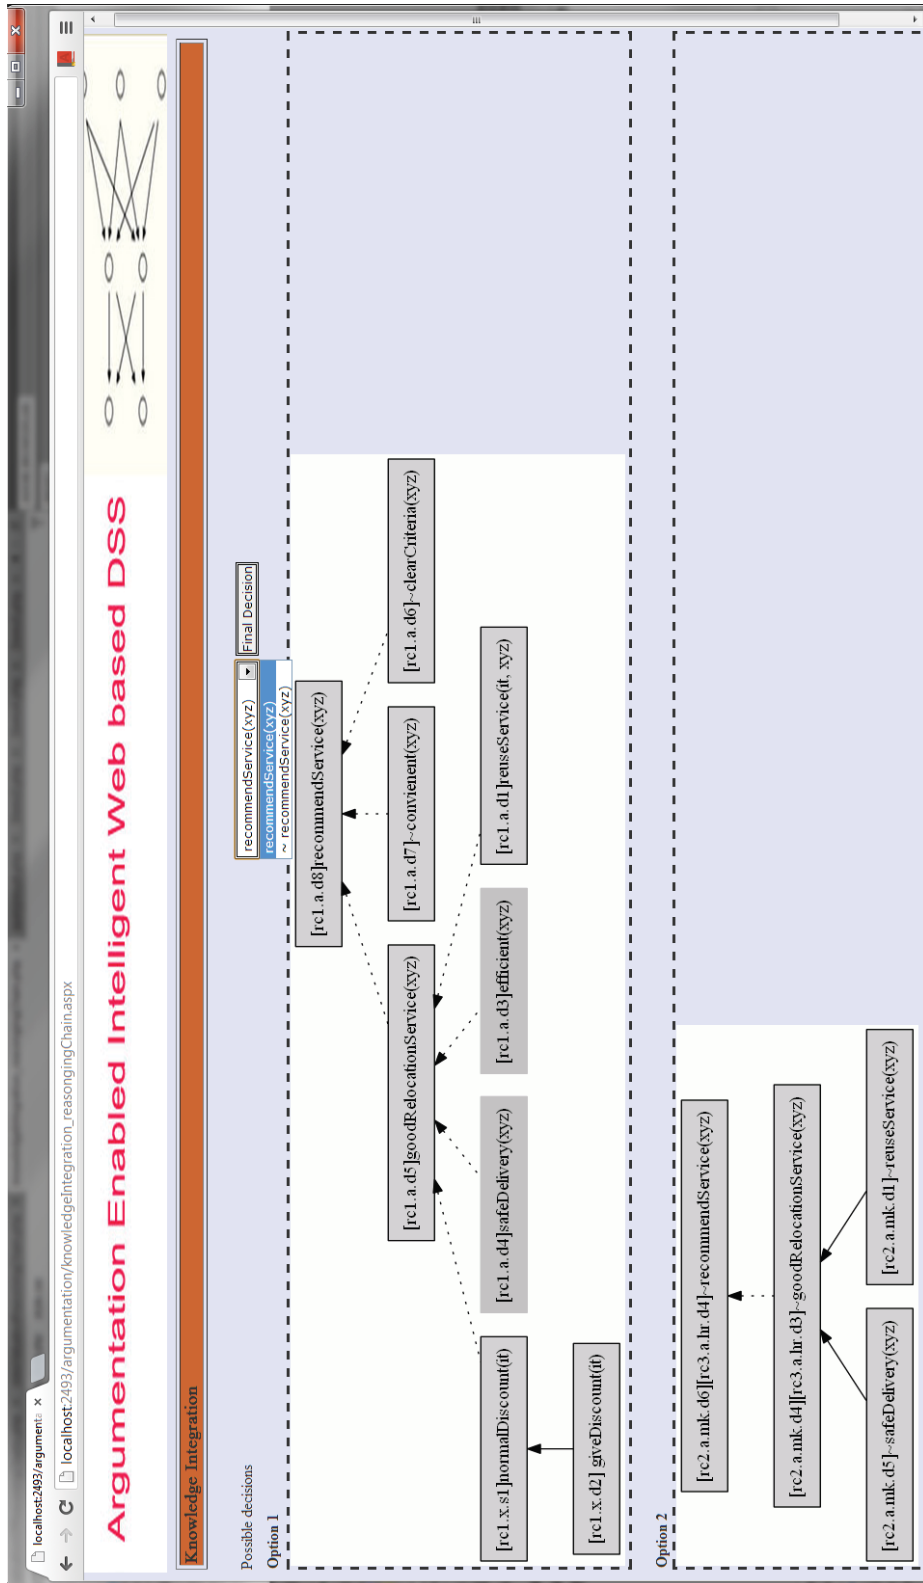 localhost:2493/argumenta ×
localhost:2493/argumentation/knowledgeIntegration_reasongingChain.aspx
Argumentation Enabled Intelligent Web based DSS
Knowledge Integration
Possible decisions
recommendService(xyz)
Final Decision
recommendService(xyz)
~ recommendService(xyz)
Option 1
[rc1.a.d8]recommendService(xyz)
[rc1.a.d5]goodRelocationService(xyz)
[rc1.a.d7]~convienent(xyz)
[rc1.a.d6]~clearCriteria(xyz)
[rc1.x.s1]normalDiscount(it)
[rc1.a.d4]safeDelivery(xyz)
[rc1.a.d3]efficient(xyz)
[rc1.a.d1]reuseService(it, xyz)
[rc1.x.d2] giveDiscount(it)
Option 2
[rc2.a.mk.d6][rc3.a.hr.d4]~recommendService(xyz)
[rc2.a.mk.d4][rc3.a.hr.d3]~goodRelocationService(xyz)
[rc2.a.mk.d5]~safeDelivery(xyz)
[rc2.a.mk.d1]~reuseService(xyz)